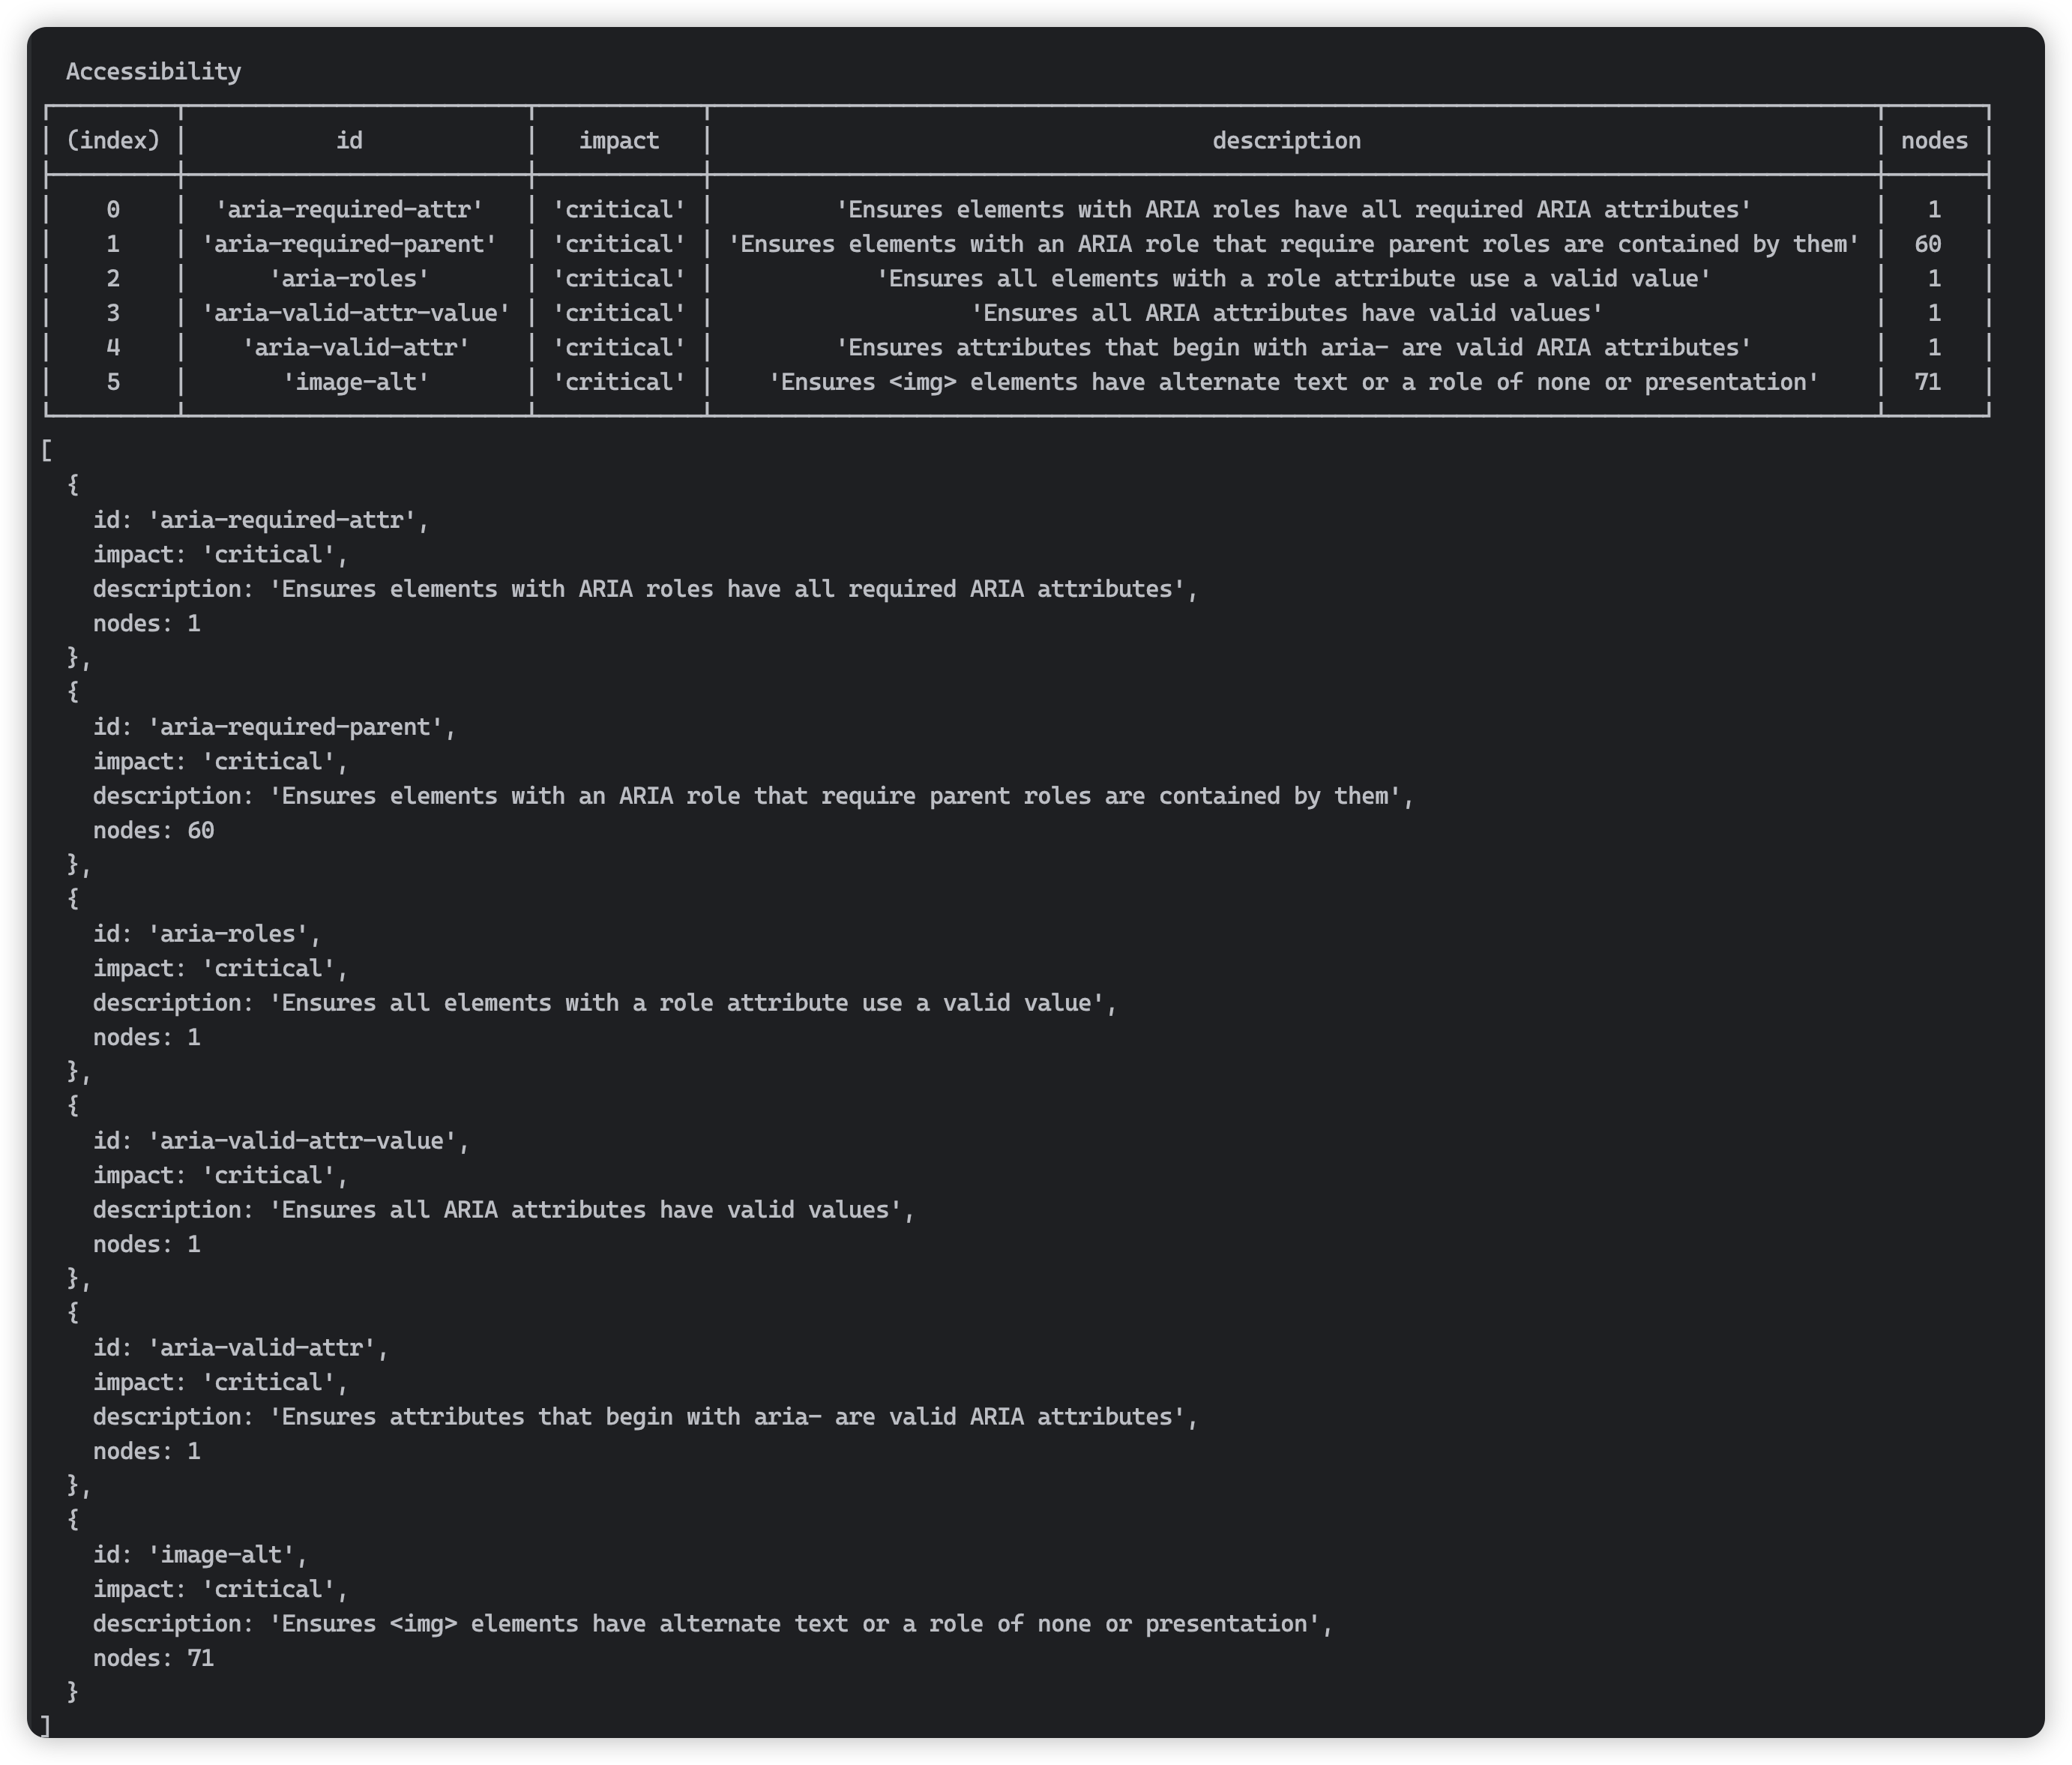 Accessibility
(index) id impact description nodes
0 'aria-required-attr' 'critical' 'Ensures elements with ARIA roles have all required ARIA attributes' 1
1 'aria-required-parent' 'critical' 'Ensures elements with an ARIA role that require parent roles are contained by them' 60
2 'aria-roles' 'critical' 'Ensures all elements with a role attribute use a valid value' 1
3 'aria-valid-attr-value' 'critical' 'Ensures all ARIA attributes have valid values' 1
4 'aria-valid-attr' 'critical' 'Ensures attributes that begin with aria- are valid ARIA attributes' 1
5 'image-alt' 'critical' 'Ensures <img> elements have alternate text or a role of none or presentation' 71
[
  {
    id: 'aria-required-attr',
    impact: 'critical',
    description: 'Ensures elements with ARIA roles have all required ARIA attributes',
    nodes: 1
  },
  {
    id: 'aria-required-parent',
    impact: 'critical',
    description: 'Ensures elements with an ARIA role that require parent roles are contained by them',
    nodes: 60
  },
  {
    id: 'aria-roles',
    impact: 'critical',
    description: 'Ensures all elements with a role attribute use a valid value',
    nodes: 1
  },
  {
    id: 'aria-valid-attr-value',
    impact: 'critical',
    description: 'Ensures all ARIA attributes have valid values',
    nodes: 1
  },
  {
    id: 'aria-valid-attr',
    impact: 'critical',
    description: 'Ensures attributes that begin with aria- are valid ARIA attributes',
    nodes: 1
  },
  {
    id: 'image-alt',
    impact: 'critical',
    description: 'Ensures <img> elements have alternate text or a role of none or presentation',
    nodes: 71
  }
]